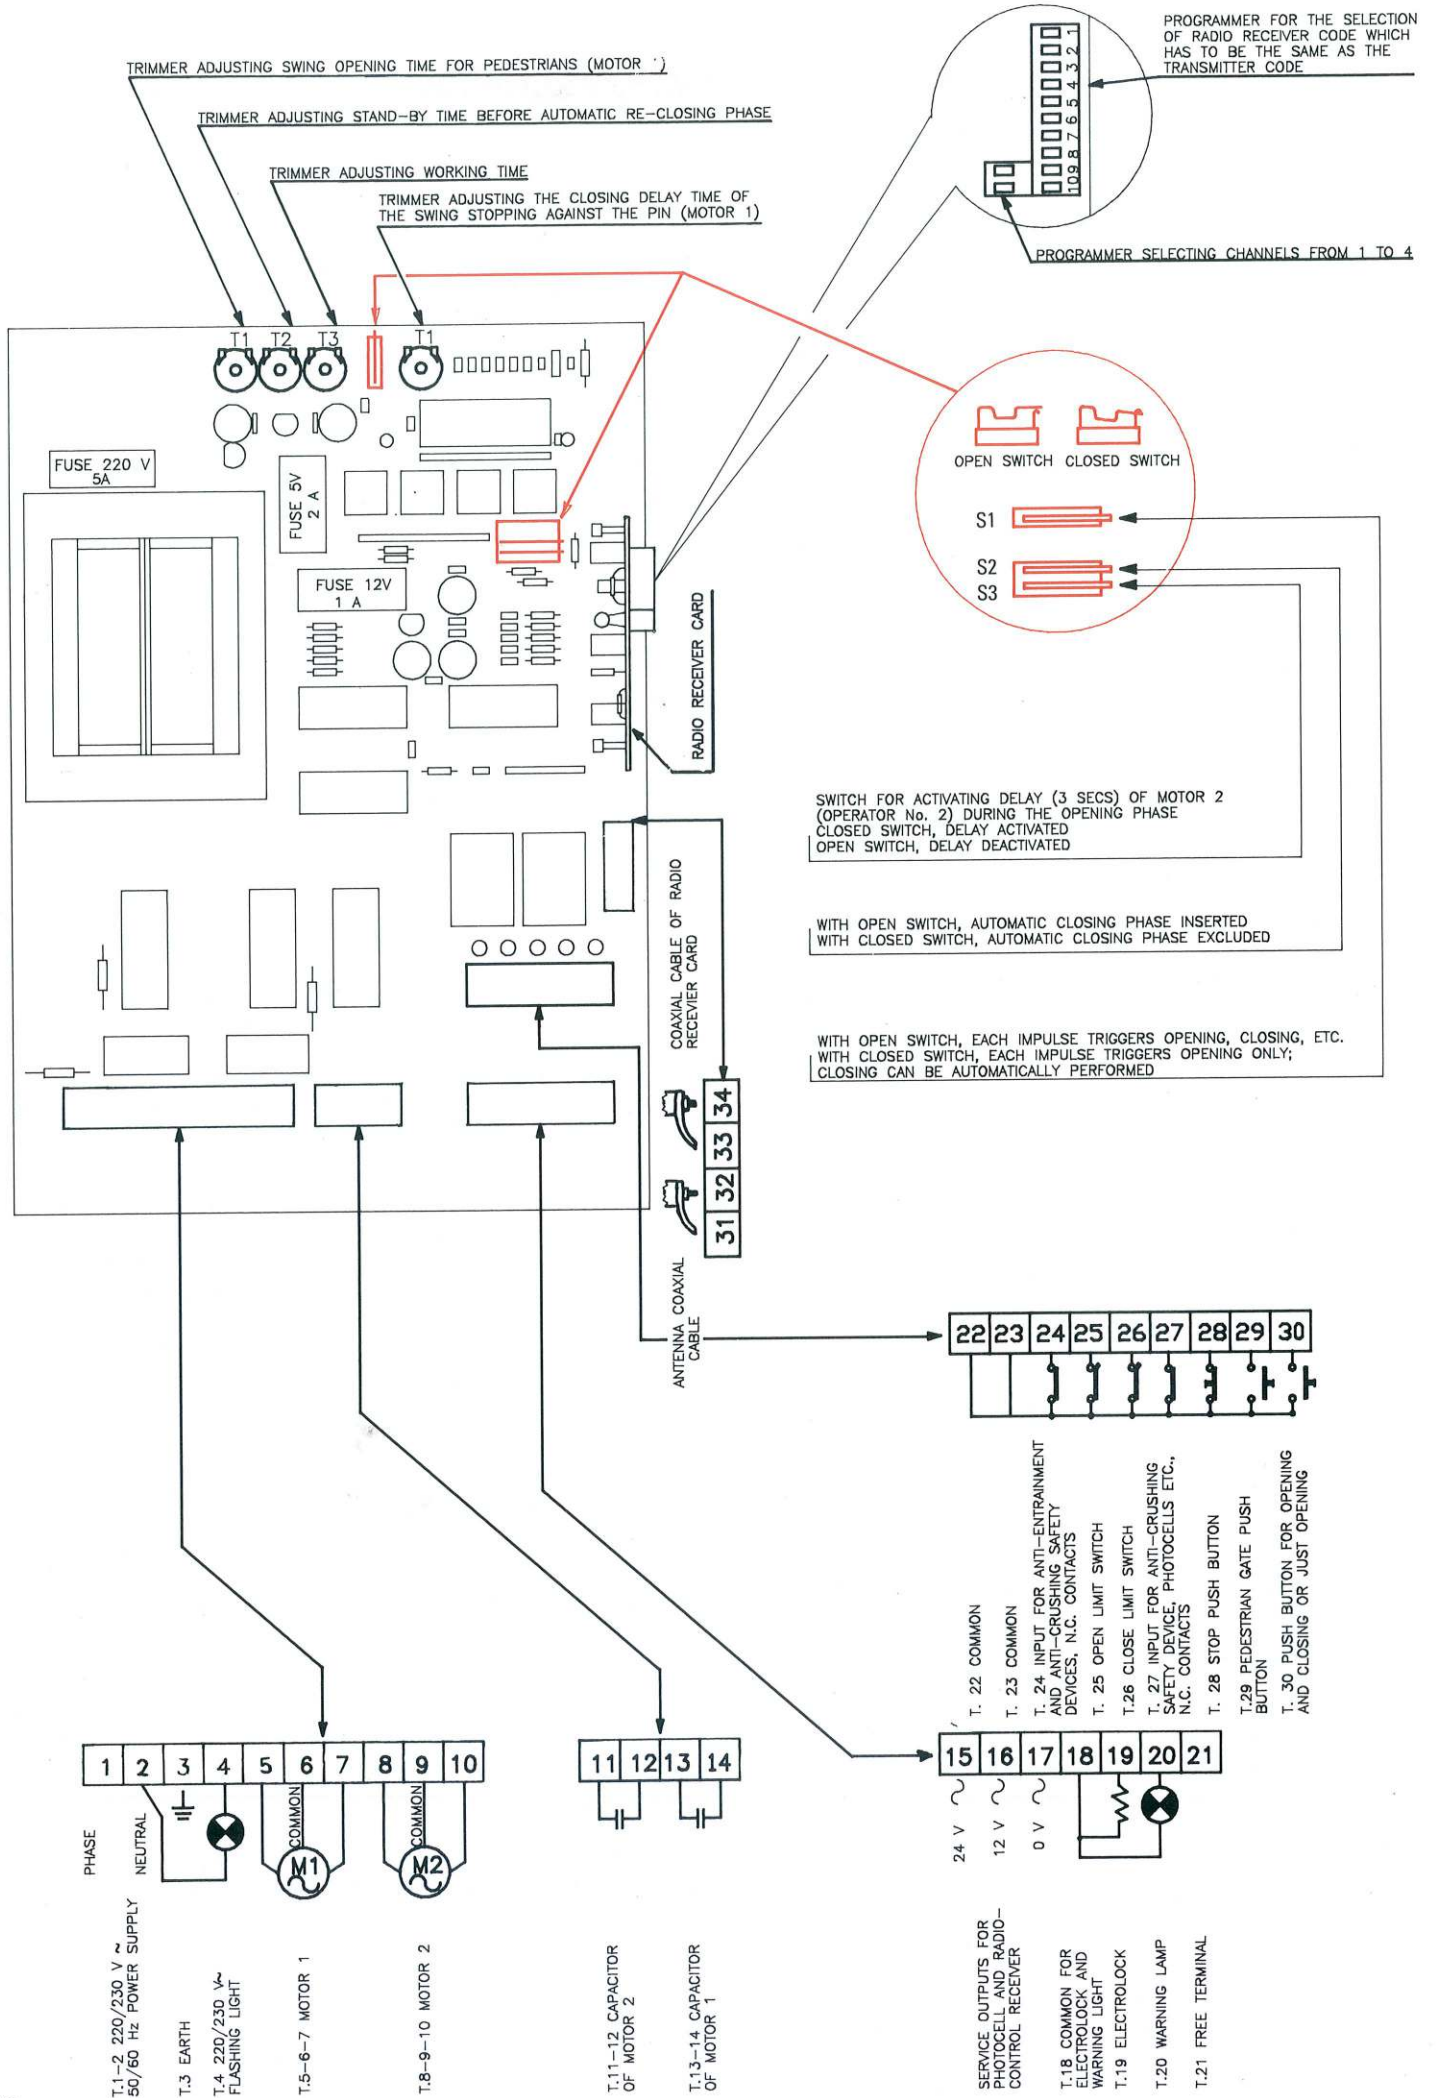 PROGRAMMER FOR THE SELECTION
OF RADIO RECEIVER CODE WHICH
HAS TO BE THE SAME AS THE
TRANSMITTER CODE
1
2
3
4
5
6
7
8
9
10
PROGRAMMER SELECTING CHANNELS FROM 1 TO 4
TRIMMER ADJUSTING SWING OPENING TIME FOR PEDESTRIANS (MOTOR )
TRIMMER ADJUSTING STAND-BY TIME BEFORE AUTOMATIC RE-CLOSING PHASE
TRIMMER ADJUSTING WORKING TIME
TRIMMER ADJUSTING THE CLOSING DELAY TIME OF
THE SWING STOPPING AGAINST THE PIN (MOTOR 1)
T1 T2 T3 T1
FUSE 220 V
5A
FUSE 5V
2 A
FUSE 12V
1 A
RADIO RECEIVER CARD
OPEN SWITCH CLOSED SWITCH
S1
S2
S3
SWITCH FOR ACTIVATING DELAY (3 SECS) OF MOTOR 2
(OPERATOR No. 2) DURING THE OPENING PHASE
CLOSED SWITCH, DELAY ACTIVATED
OPEN SWITCH, DELAY DEACTIVATED
WITH OPEN SWITCH, AUTOMATIC CLOSING PHASE INSERTED
WITH CLOSED SWITCH, AUTOMATIC CLOSING PHASE EXCLUDED
WITH OPEN SWITCH, EACH IMPULSE TRIGGERS OPENING, CLOSING, ETC.
WITH CLOSED SWITCH, EACH IMPULSE TRIGGERS OPENING ONLY;
CLOSING CAN BE AUTOMATICALLY PERFORMED
COAXIAL CABLE OF RADIO
RECEVIER CARD
31 32 33 34
ANTENNA COAXIAL
CABLE
22 23 24 25 26 27 28 29 30
T. 22 COMMON
T. 23 COMMON
T. 24 INPUT FOR ANTI-ENTRAINMENT
AND ANTI-CRUSHING SAFETY
DEVICES, N.C. CONTACTS
T. 25 OPEN LIMIT SWITCH
T.26 CLOSE LIMIT SWITCH
T. 27 INPUT FOR ANTI-CRUSHING
SAFETY DEVICE, PHOTOCELLS ETC.,
N.C. CONTACTS
T. 28 STOP PUSH BUTTON
T.29 PEDESTRIAN GATE PUSH
BUTTON
T. 30 PUSH BUTTON FOR OPENING
AND CLOSING OR JUST OPENING
1 2 3 4 5 6 7 8 9 10
PHASE
NEUTRAL
COMMON
M1
COMMON
M2
11 12 13 14
15 16 17 18 19 20 21
24 V ~
12 V ~
0 V ~
T.1-2 220/230 V ~
50/60 Hz POWER SUPPLY
T.3 EARTH
T.4 220/230 V~
FLASHING LIGHT
T.5-6-7 MOTOR 1
T.8-9-10 MOTOR 2
T.11-12 CAPACITOR
OF MOTOR 2
T.13-14 CAPACITOR
OF MOTOR 1
SERVICE OUTPUTS FOR
PHOTOCELL AND RADIO-
CONTROL RECEIVER
T.18 COMMON FOR
ELECTROLOCK AND
WARNING LIGHT
T.19 ELECTROLOCK
T.20 WARNING LAMP
T.21 FREE TERMINAL